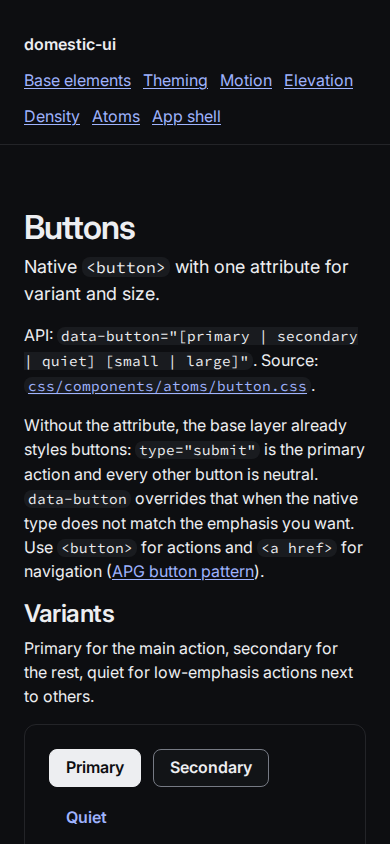 domestic-ui
Base elements Theming Motion Elevation
Density Atoms App shell
Buttons
Native <button> with one attribute for
variant and size.
API: data-button="[primary | secondary
| quiet] [small | large]". Source:
css/components/atoms/button.css.
Without the attribute, the base layer already
styles buttons: type="submit" is the primary
action and every other button is neutral.
data-button overrides that when the native
type does not match the emphasis you want.
Use <button> for actions and <a href> for
navigation (APG button pattern).
Variants
Primary for the main action, secondary for
the rest, quiet for low-emphasis actions next
to others.
Primary Secondary
Quiet